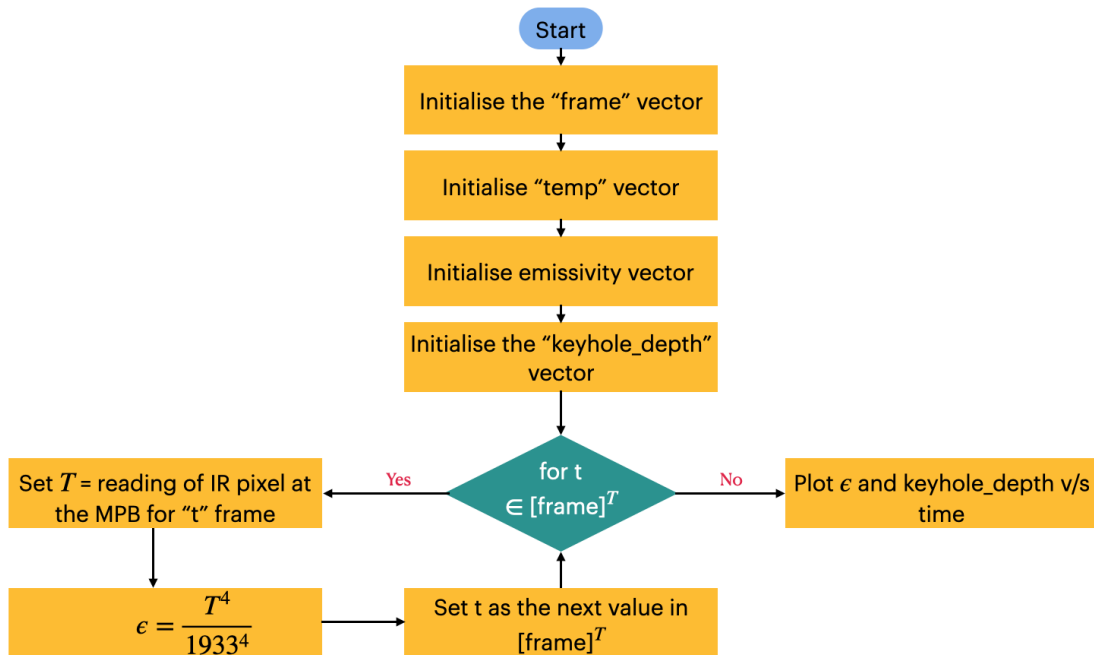 Start
Initialise the “frame” vector
Initialise “temp” vector
Initialise emissivity vector
Initialise the “keyhole_depth”
vector
for t
∈ [frame]^T
Yes
No
Set T = reading of IR pixel at
the MPB for “t” frame
Plot ϵ and keyhole_depth v/s
time
ϵ = T^4 / 1933^4
Set t as the next value in
[frame]^T